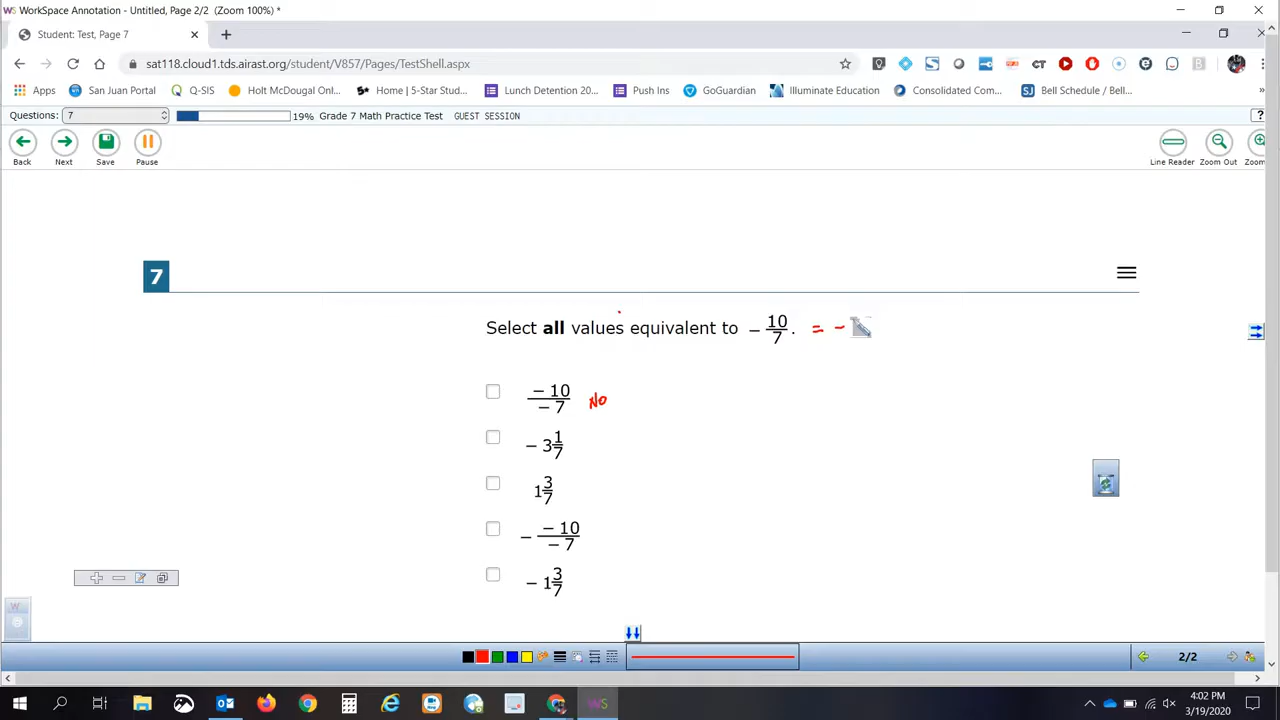 WorkSpace Annotation - Untitled, Page 2/2 (Zoom 100%) *
Student: Test, Page 7
sat118.cloud1.tds.airast.org/student/V857/Pages/TestShell.aspx
Apps San Juan Portal Q-SIS Holt McDougal Onl... Home | 5-Star Stud... Lunch Detention 20... Push Ins GoGuardian Illuminate Education Consolidated Com... Bell Schedule / Bell...
Questions: 7 19% Grade 7 Math Practice Test GUEST SESSION
Back Next Save Pause Line Reader Zoom Out Zoom
7
Select all values equivalent to - 10/7. = -
-10/-7 No
-3 1/7
1 3/7
- -10/-7
-1 3/7
2/2
4:02 PM
3/19/2020